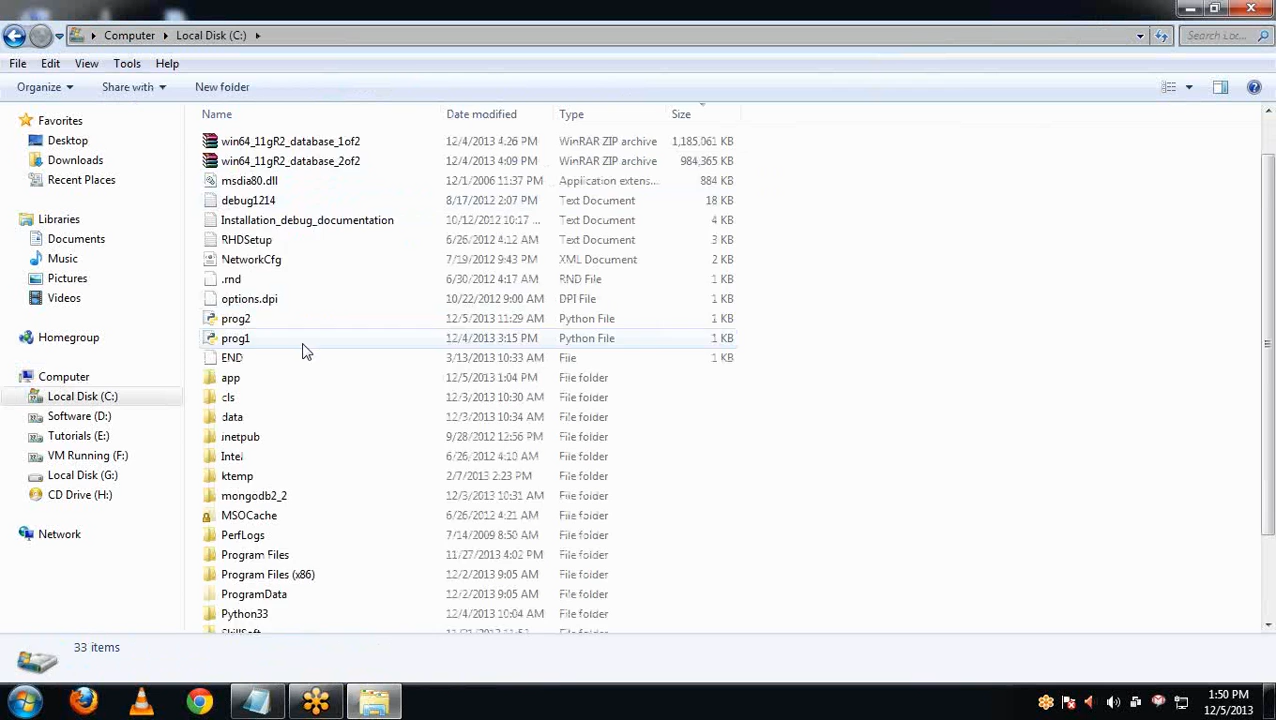 Computer Local Disk (C:) Search Loc...
File Edit View Tools Help
Organize Share with New folder
Name Date modified Type Size
Favorites
Desktop
Downloads
Recent Places
Libraries
Documents
Music
Pictures
Videos
Homegroup
Computer
Local Disk (C:)
Software (D:)
Tutorials (E:)
VM Running (F:)
Local Disk (G:)
CD Drive (H:)
Network
win64_11gR2_database_1of2 12/4/2013 4:26 PM WinRAR ZIP archive 1,185,061 KB
win64_11gR2_database_2of2 12/4/2013 4:09 PM WinRAR ZIP archive 984,365 KB
msdia80.dll 12/1/2006 11:37 PM Application extens... 884 KB
debug1214 8/17/2012 2:07 PM Text Document 18 KB
Installation_debug_documentation 10/12/2012 10:17 ... Text Document 4 KB
RHDSetup 6/26/2012 4:12 AM Text Document 3 KB
NetworkCfg 7/19/2012 9:43 PM XML Document 2 KB
.rnd 6/30/2012 4:17 AM RND File 1 KB
options.dpi 10/22/2012 9:00 AM DPI File 1 KB
prog2 12/5/2013 11:29 AM Python File 1 KB
prog1 12/4/2013 3:15 PM Python File 1 KB
END 3/13/2013 10:33 AM File 1 KB
app 12/5/2013 1:04 PM File folder
cls 12/3/2013 10:30 AM File folder
data 12/3/2013 10:34 AM File folder
inetpub 9/28/2012 12:56 PM File folder
Intel 6/26/2012 4:10 AM File folder
ktemp 2/7/2013 2:23 PM File folder
mongodb2_2 12/3/2013 10:31 AM File folder
MSOCache 6/26/2012 4:21 AM File folder
PerfLogs 7/14/2009 8:50 AM File folder
Program Files 11/27/2013 4:02 PM File folder
Program Files (x86) 12/2/2013 9:05 AM File folder
ProgramData 12/2/2013 9:05 AM File folder
Python33 12/4/2013 10:04 AM File folder
SkillSoft File folder
33 items
1:50 PM
12/5/2013